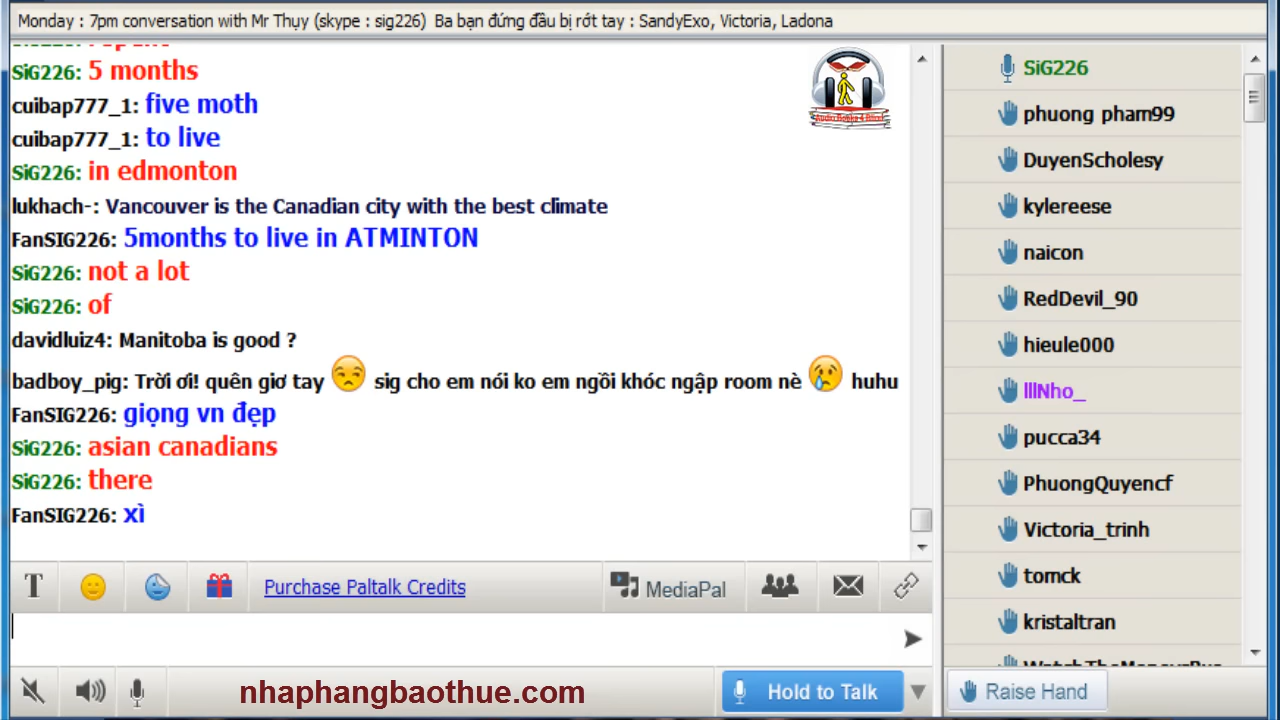 Monday : 7pm conversation with Mr Thụy (skype : sig226) Ba bạn đứng đầu bị rớt tay : SandyExo, Victoria, Ladona
SiG226: 5 months
cuibap777_1: five moth
cuibap777_1: to live
SiG226: in edmonton
lukhach-: Vancouver is the Canadian city with the best climate
FanSIG226: 5months to live in ATMINTON
SiG226: not a lot
SiG226: of
davidluiz4: Manitoba is good ?
badboy_pig: Trời ơi! quên giơ tay sig cho em nói ko em ngồi khóc ngập room nè huhu
FanSIG226: giọng vn đẹp
SiG226: asian canadians
SiG226: there
FanSIG226: xì
T
Purchase Paltalk Credits
MediaPal
nhaphangbaothue.com
Hold to Talk
SiG226
phuong pham99
DuyenScholesy
kylereese
naicon
RedDevil_90
hieule000
lllNho_
pucca34
PhuongQuyencf
Victoria_trinh
tomck
kristaltran
Raise Hand